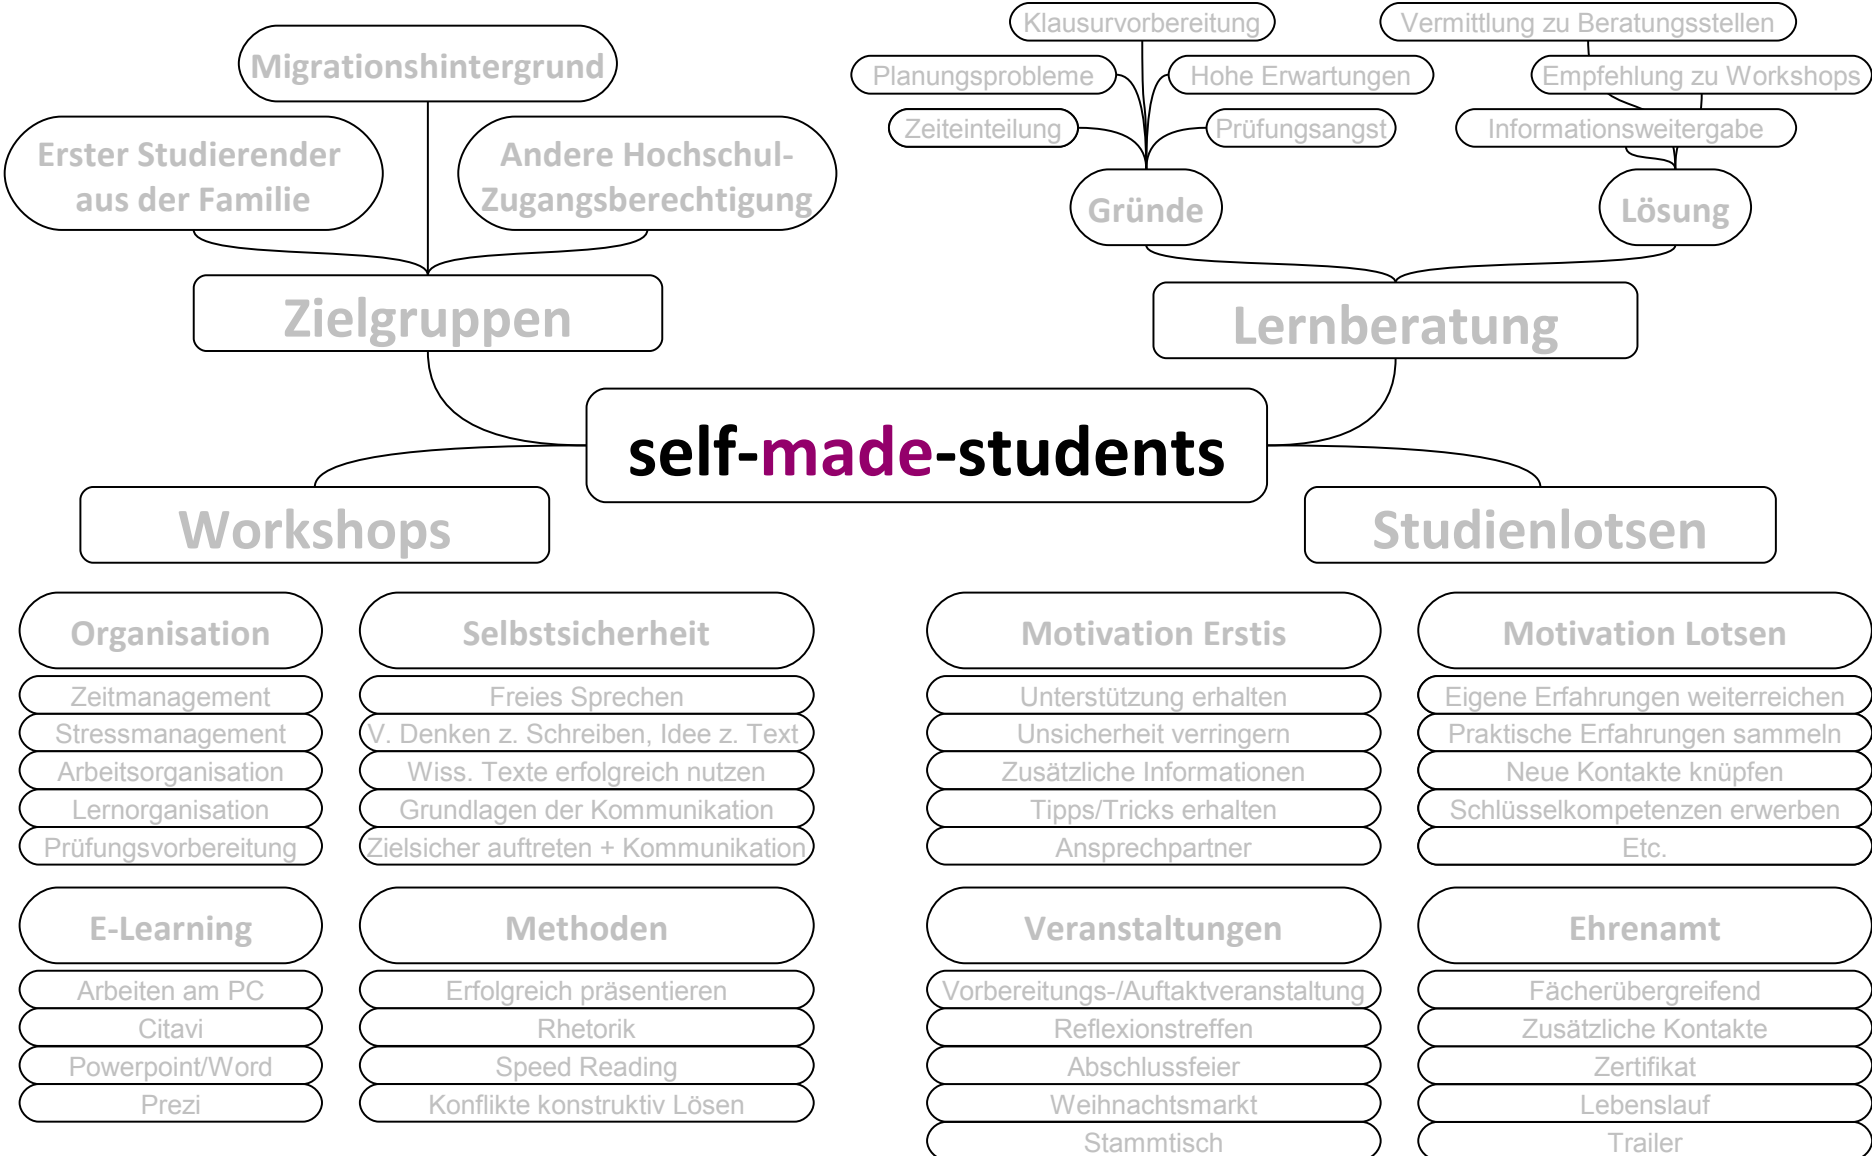 Migrationshintergrund
Erster Studierender
aus der Familie
Andere Hochschul-
Zugangsberechtigung
Zielgruppen
Klausurvorbereitung
Planungsprobleme
Hohe Erwartungen
Zeiteinteilung
Prüfungsangst
Gründe
Vermittlung zu Beratungsstellen
Empfehlung zu Workshops
Informationsweitergabe
Lösung
Lernberatung
self-made-students
Workshops
Studienlotsen
Organisation
Zeitmanagement
Stressmanagement
Arbeitsorganisation
Lernorganisation
Prüfungsvorbereitung
Selbstsicherheit
Freies Sprechen
V. Denken z. Schreiben, Idee z. Text
Wiss. Texte erfolgreich nutzen
Grundlagen der Kommunikation
Zielsicher auftreten + Kommunikation
Motivation Erstis
Unterstützung erhalten
Unsicherheit verringern
Zusätzliche Informationen
Tipps/Tricks erhalten
Ansprechpartner
Motivation Lotsen
Eigene Erfahrungen weiterreichen
Praktische Erfahrungen sammeln
Neue Kontakte knüpfen
Schlüsselkompetenzen erwerben
Etc.
E-Learning
Arbeiten am PC
Citavi
Powerpoint/Word
Prezi
Methoden
Erfolgreich präsentieren
Rhetorik
Speed Reading
Konflikte konstruktiv Lösen
Veranstaltungen
Vorbereitungs-/Auftaktveranstaltung
Reflexionstreffen
Abschlussfeier
Weihnachtsmarkt
Stammtisch
Ehrenamt
Fächerübergreifend
Zusätzliche Kontakte
Zertifikat
Lebenslauf
Trailer